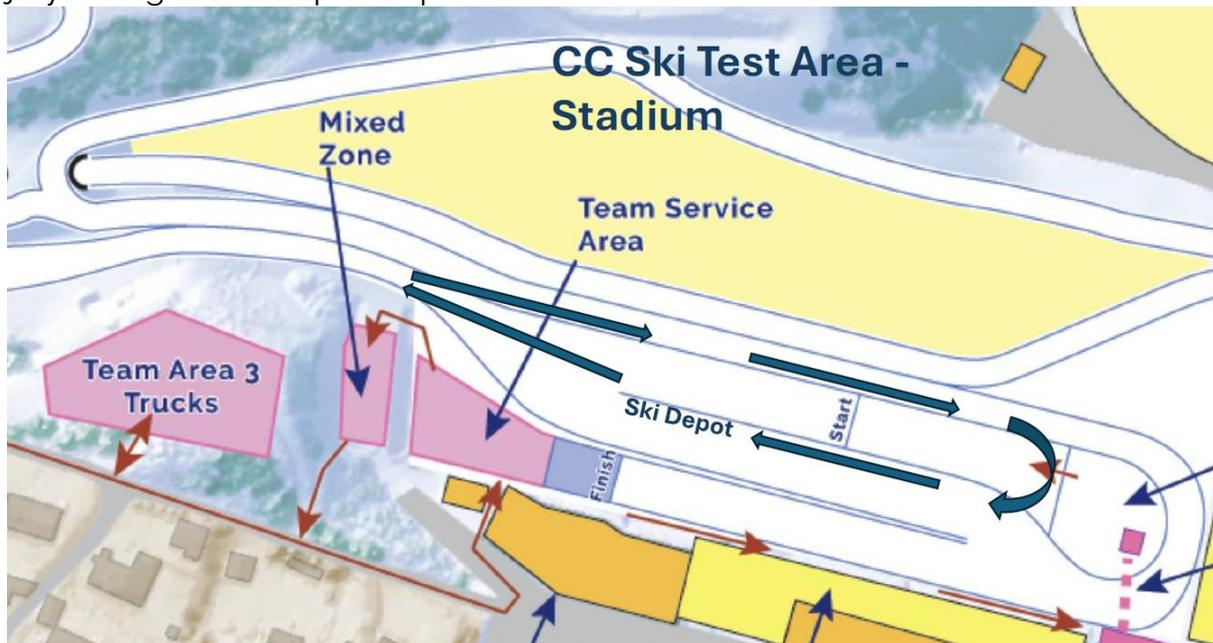 CC Ski Test Area -
Stadium
Mixed
Zone
Team Service
Area
Team Area 3
Trucks
Ski Depot
Start
Finish